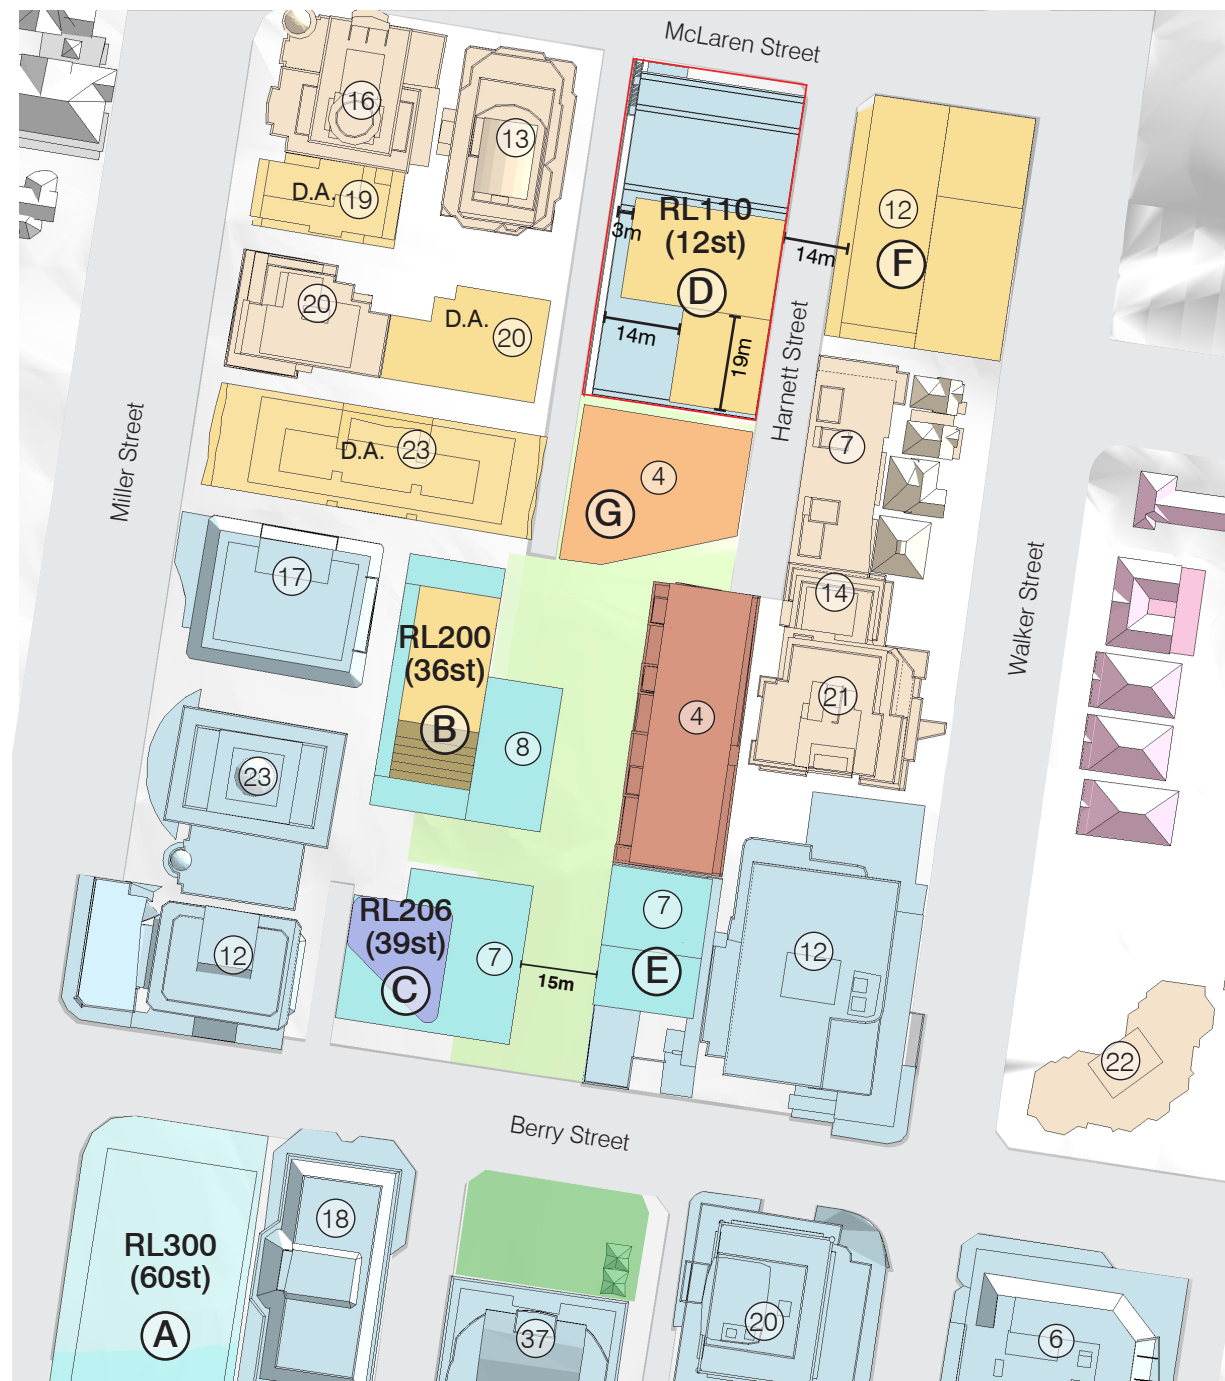 McLaren Street
16
13
D.A. 19
12
RL110
(12st)
3m
14m
F
D
20
D.A. 20
14m
19m
Harnett Street
Miller Street
D.A. 23
7
4
G
17
14
Walker Street
RL200
(36st)
B
8
4
21
23
RL206
(39st)
C
7
15m
7
E
12
12
22
Berry Street
18
RL300
(60st)
A
37
20
6